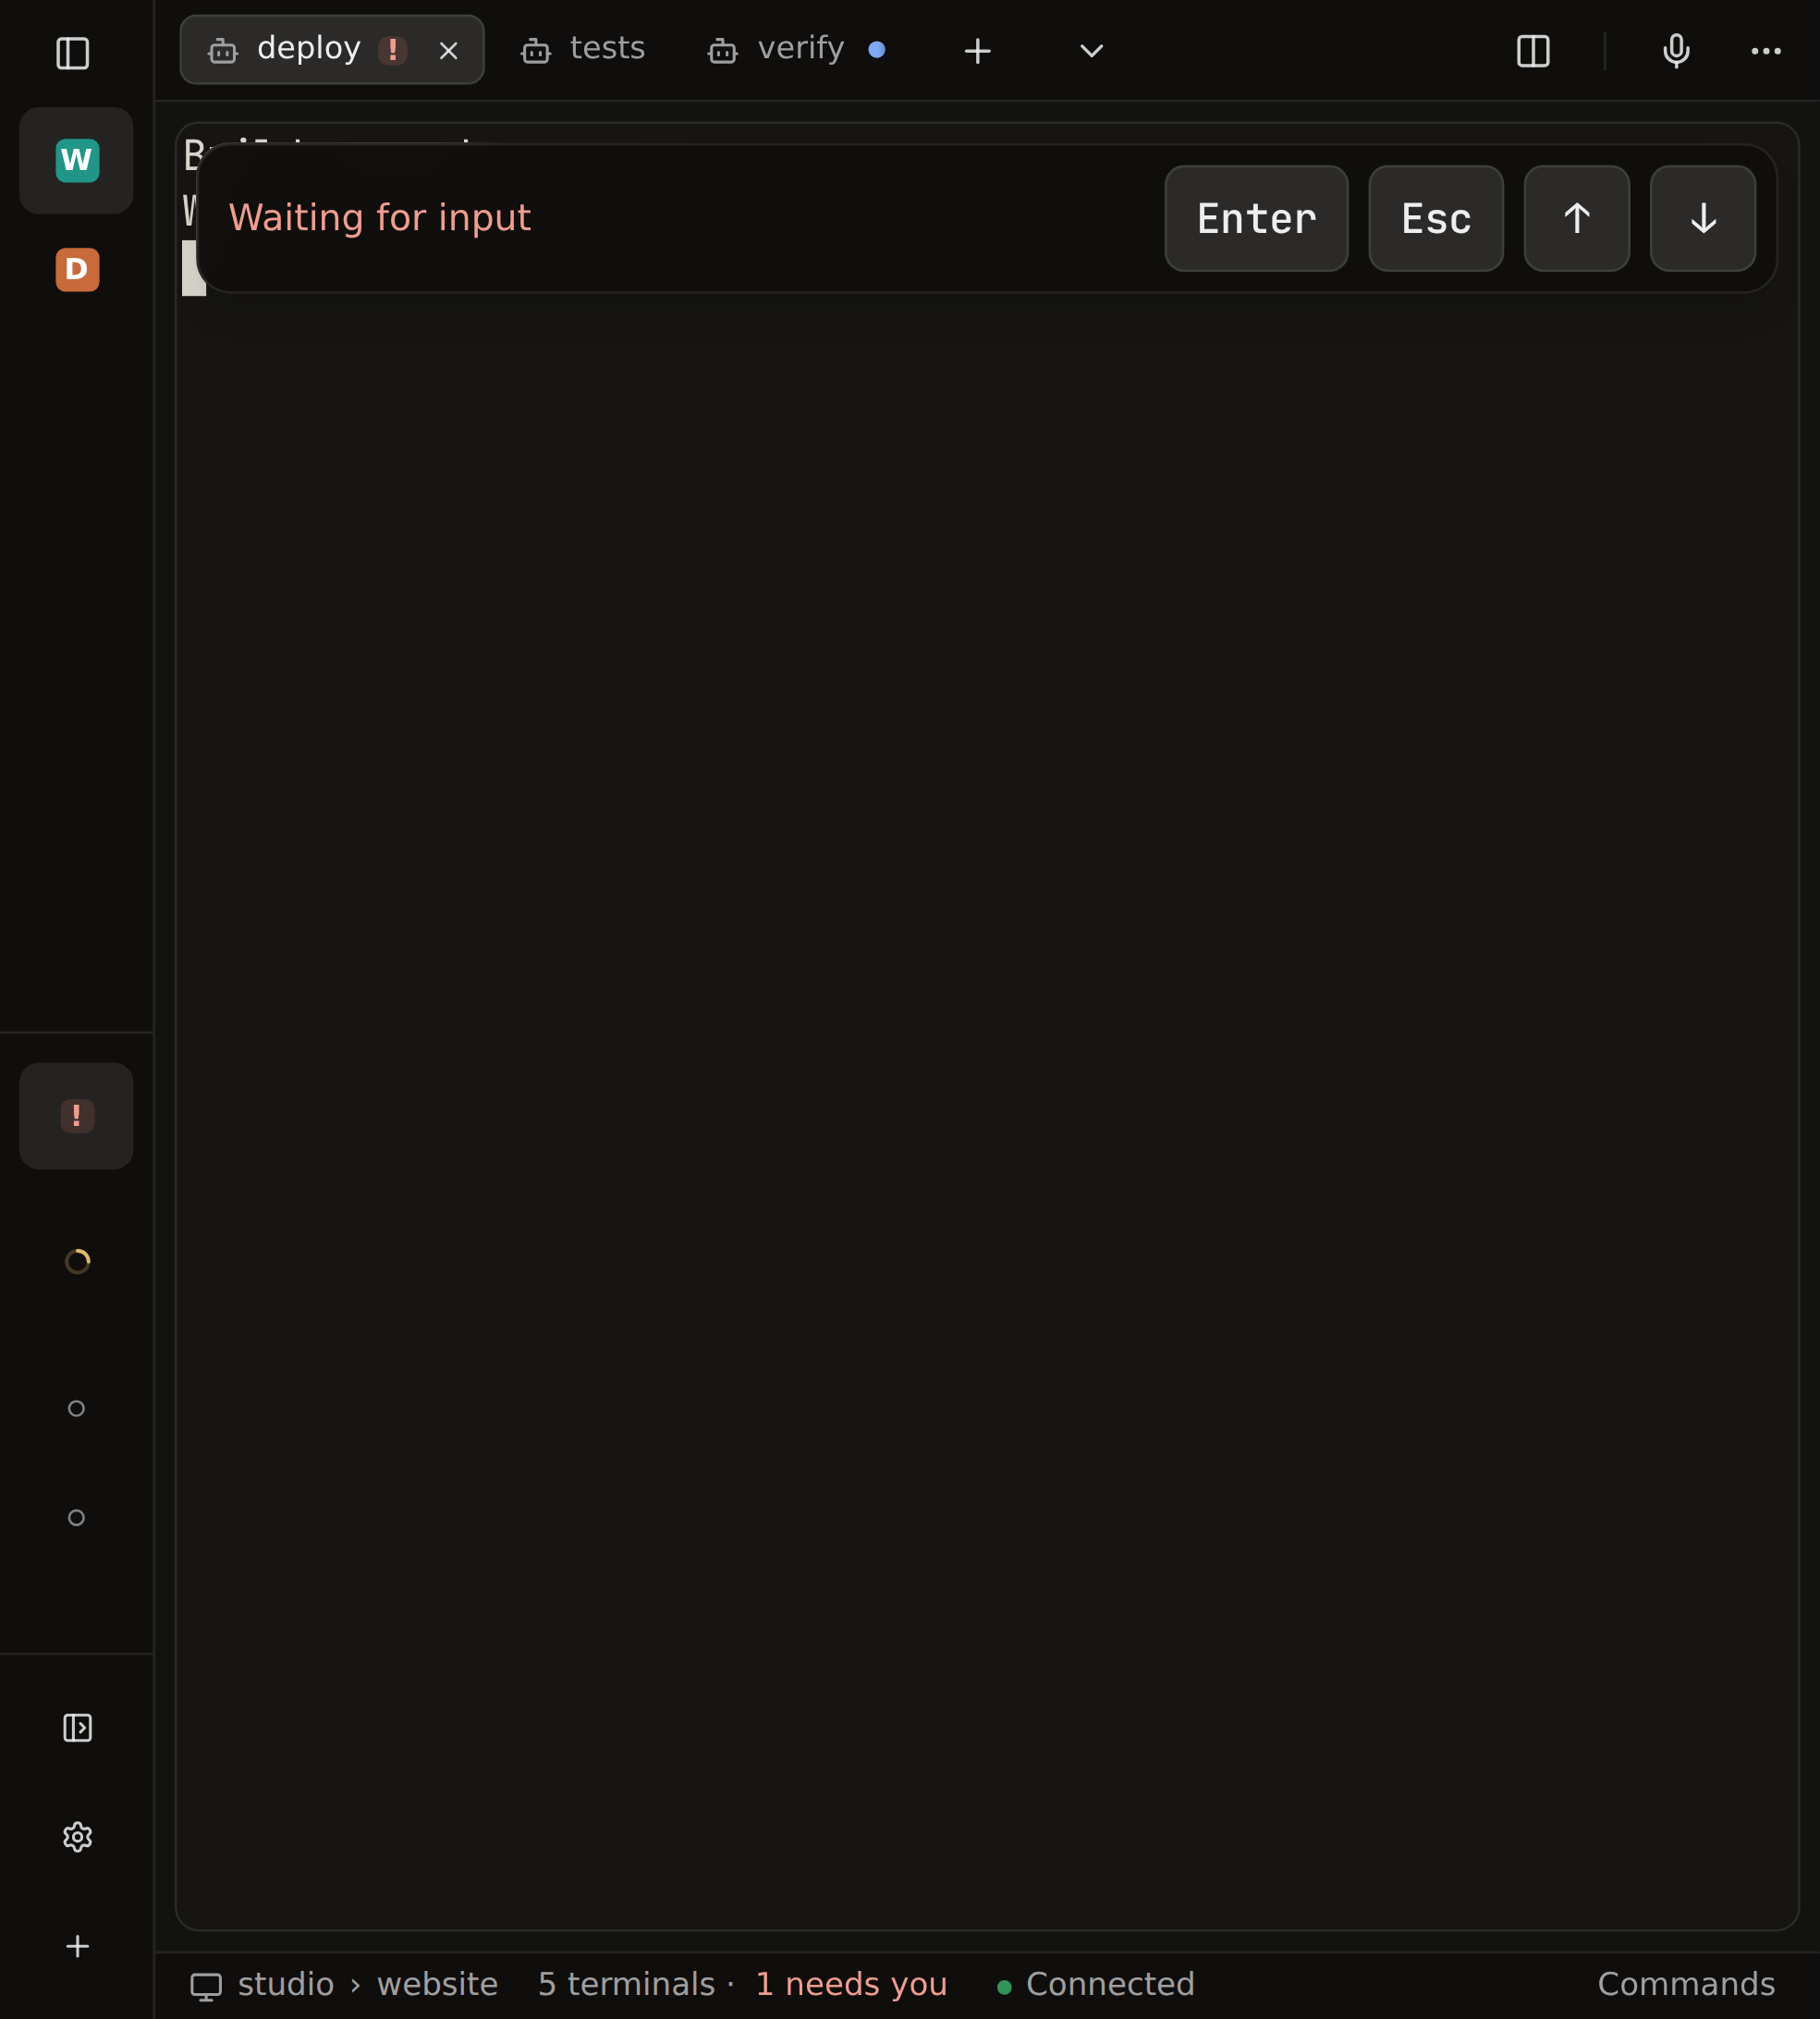 deploy !
tests
verify
W
D
Waiting for input
Enter
Esc
↑
↓
!
studio › website
5 terminals · 1 needs you
Connected
Commands